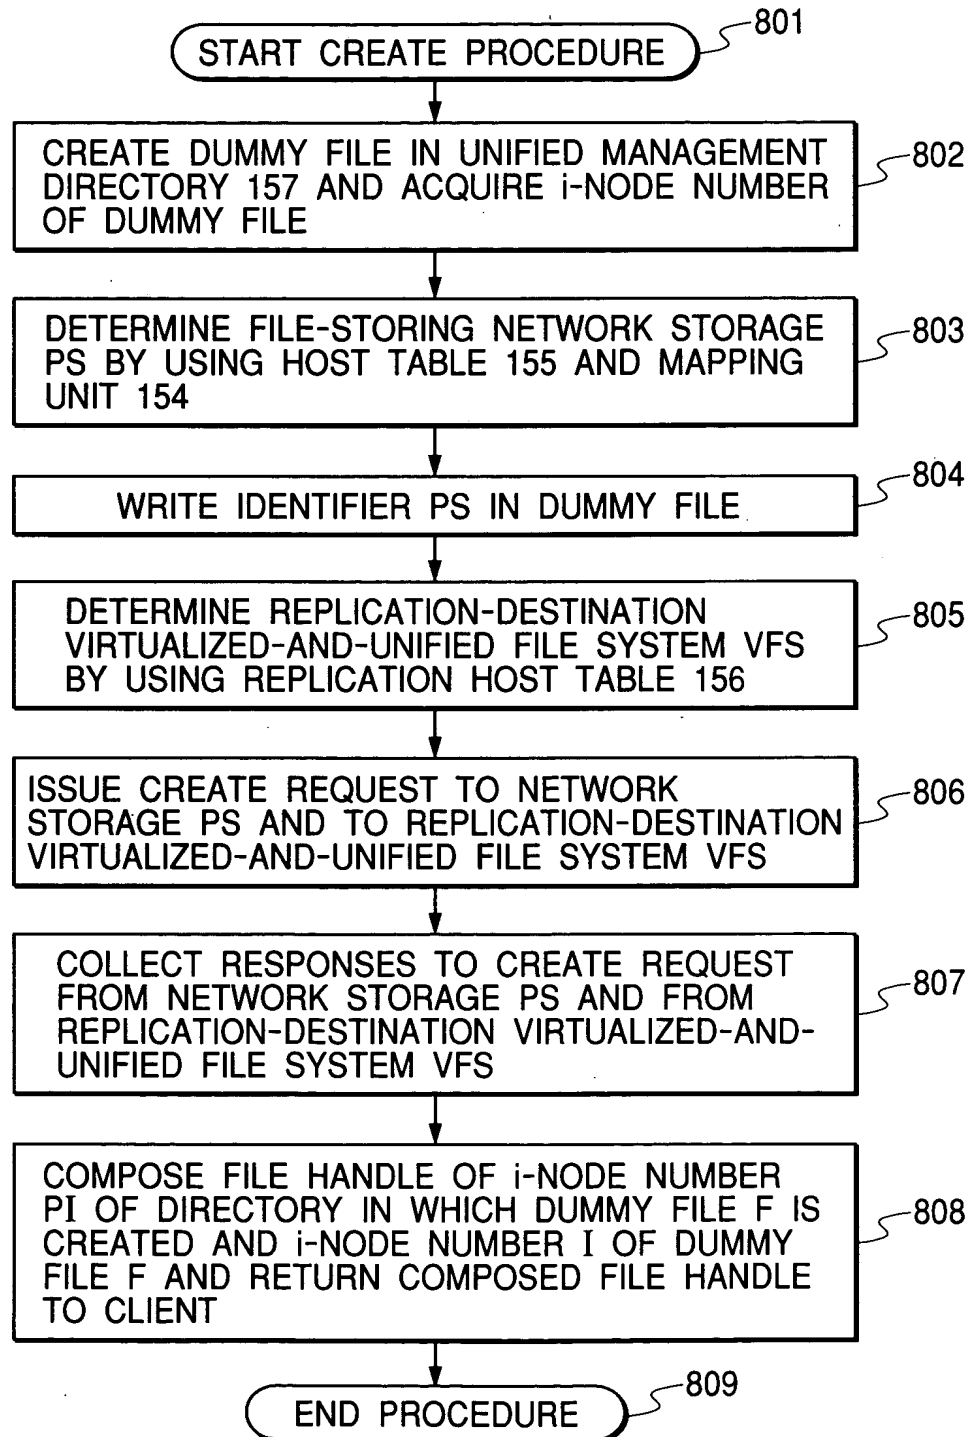 START CREATE PROCEDURE
801
CREATE DUMMY FILE IN UNIFIED MANAGEMENT
DIRECTORY 157 AND ACQUIRE i-NODE NUMBER
OF DUMMY FILE
802
DETERMINE FILE-STORING NETWORK STORAGE
PS BY USING HOST TABLE 155 AND MAPPING
UNIT 154
803
WRITE IDENTIFIER PS IN DUMMY FILE
804
DETERMINE REPLICATION-DESTINATION
VIRTUALIZED-AND-UNIFIED FILE SYSTEM VFS
BY USING REPLICATION HOST TABLE 156
805
ISSUE CREATE REQUEST TO NETWORK
STORAGE PS AND TO REPLICATION-DESTINATION
VIRTUALIZED-AND-UNIFIED FILE SYSTEM VFS
806
COLLECT RESPONSES TO CREATE REQUEST
FROM NETWORK STORAGE PS AND FROM
REPLICATION-DESTINATION VIRTUALIZED-AND-
UNIFIED FILE SYSTEM VFS
807
COMPOSE FILE HANDLE OF i-NODE NUMBER
PI OF DIRECTORY IN WHICH DUMMY FILE F IS
CREATED AND i-NODE NUMBER I OF DUMMY
FILE F AND RETURN COMPOSED FILE HANDLE
TO CLIENT
808
END PROCEDURE
809